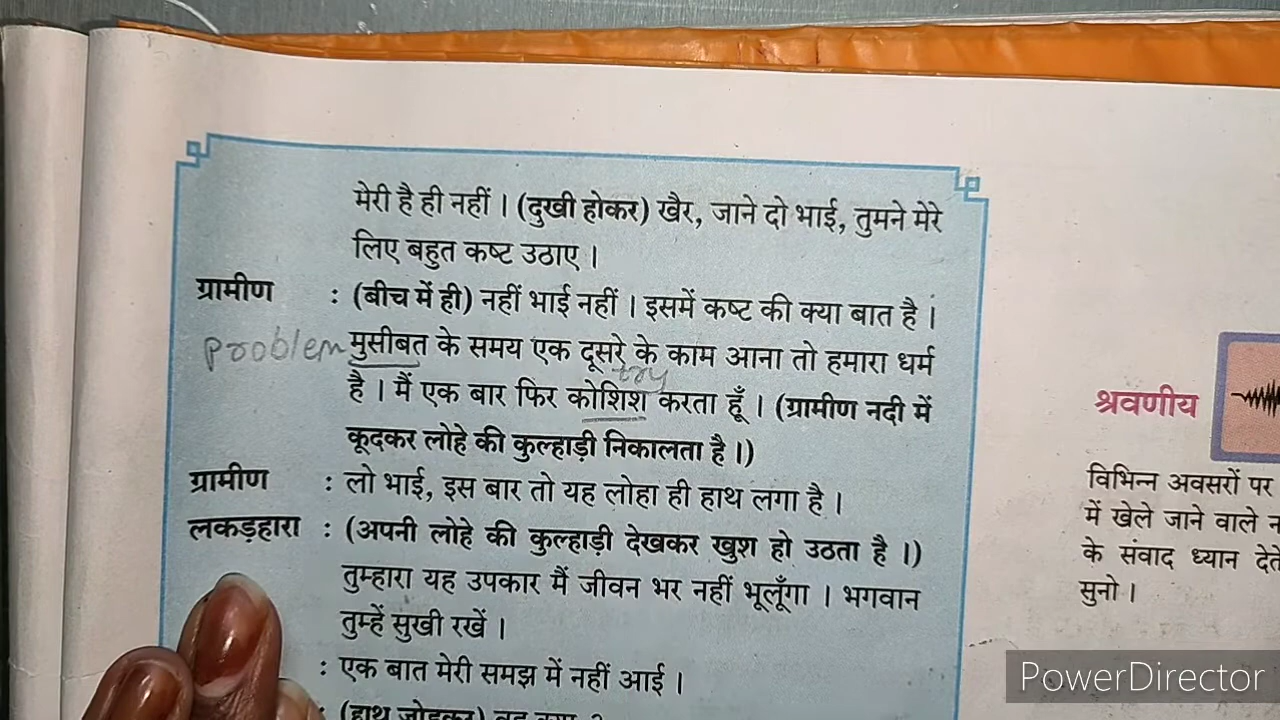 मेरी है ही नहीं । (दुखी होकर) खैर, जाने दो भाई, तुमने मेरे
लिए बहुत कष्ट उठाए ।
ग्रामीण : (बीच में ही) नहीं भाई नहीं । इसमें कष्ट की क्या बात है ।
problem मुसीबत के समय एक दूसरे के काम आना तो हमारा धर्म
try
है । मैं एक बार फिर कोशिश करता हूँ । (ग्रामीण नदी में
कूदकर लोहे की कुल्हाड़ी निकालता है ।)
ग्रामीण : लो भाई, इस बार तो यह लोहा ही हाथ लगा है ।
लकड़हारा : (अपनी लोहे की कुल्हाड़ी देखकर खुश हो उठता है ।)
तुम्हारा यह उपकार मैं जीवन भर नहीं भूलूँगा । भगवान
तुम्हें सुखी रखें ।
: एक बात मेरी समझ में नहीं आई ।
: (हाथ जोड़कर) वह क्या ?
श्रवणीय
विभिन्न अवसरों पर
में खेले जाने वाले
के संवाद ध्यान
सुनो ।
PowerDirector